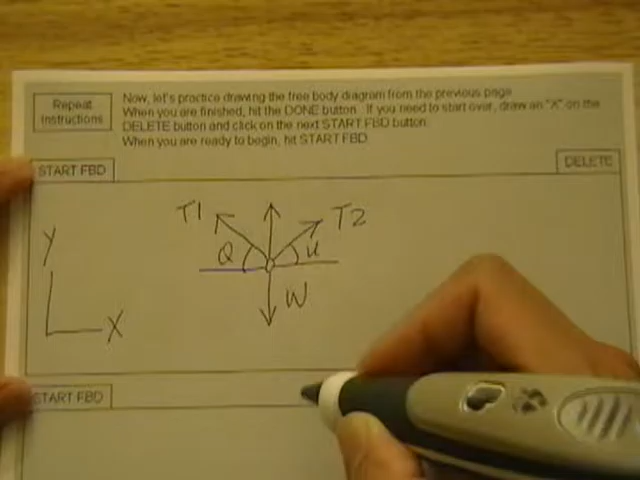 Repeat
Instructions
Now, let's practice drawing the free body diagram from the previous page.
When you are finished, hit the DONE button. If you need to start over, draw an "X" on the
DELETE button and click on the next START FBD button.
When you are ready to begin, hit START FBD.
START FBD
DELETE
T1
T2
Y
Q
U
W
X
START FBD